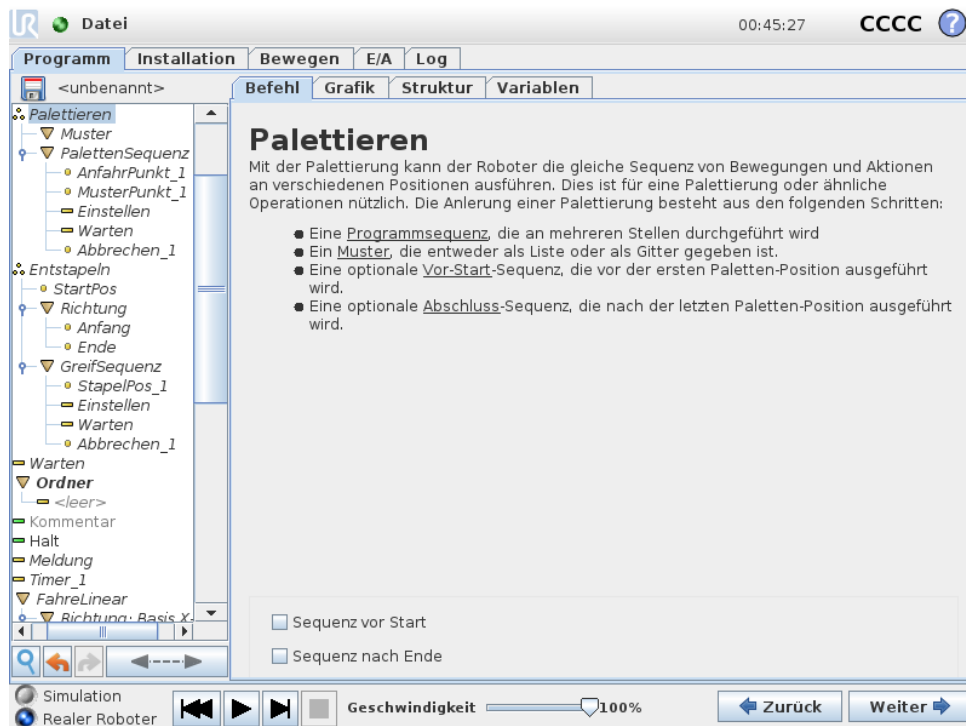 UR Datei 00:45:27 CCCC ?
Programm Installation Bewegen E/A Log
<unbenannt>
Befehl Grafik Struktur Variablen
Palettieren
Muster
PalettenSequenz
AnfahrPunkt_1
MusterPunkt_1
Einstellen
Warten
Abbrechen_1
Entstapeln
StartPos
Richtung
Anfang
Ende
GreifSequenz
StapelPos_1
Einstellen
Warten
Abbrechen_1
Warten
Ordner
<leer>
Kommentar
Halt
Meldung
Timer_1
FahreLinear
Richtung: Basis X-
Palettieren
Mit der Palettierung kann der Roboter die gleiche Sequenz von Bewegungen und Aktionen
an verschiedenen Positionen ausführen. Dies ist für eine Palettierung oder ähnliche
Operationen nützlich. Die Anlerung einer Palettierung besteht aus den folgenden Schritten:
Eine Programmsequenz, die an mehreren Stellen durchgeführt wird
Ein Muster, die entweder als Liste oder als Gitter gegeben ist.
Eine optionale Vor-Start-Sequenz, die vor der ersten Paletten-Position ausgeführt
wird.
Eine optionale Abschluss-Sequenz, die nach der letzten Paletten-Position ausgeführt
wird.
Sequenz vor Start
Sequenz nach Ende
Simulation
Realer Roboter
Geschwindigkeit 100%
Zurück Weiter